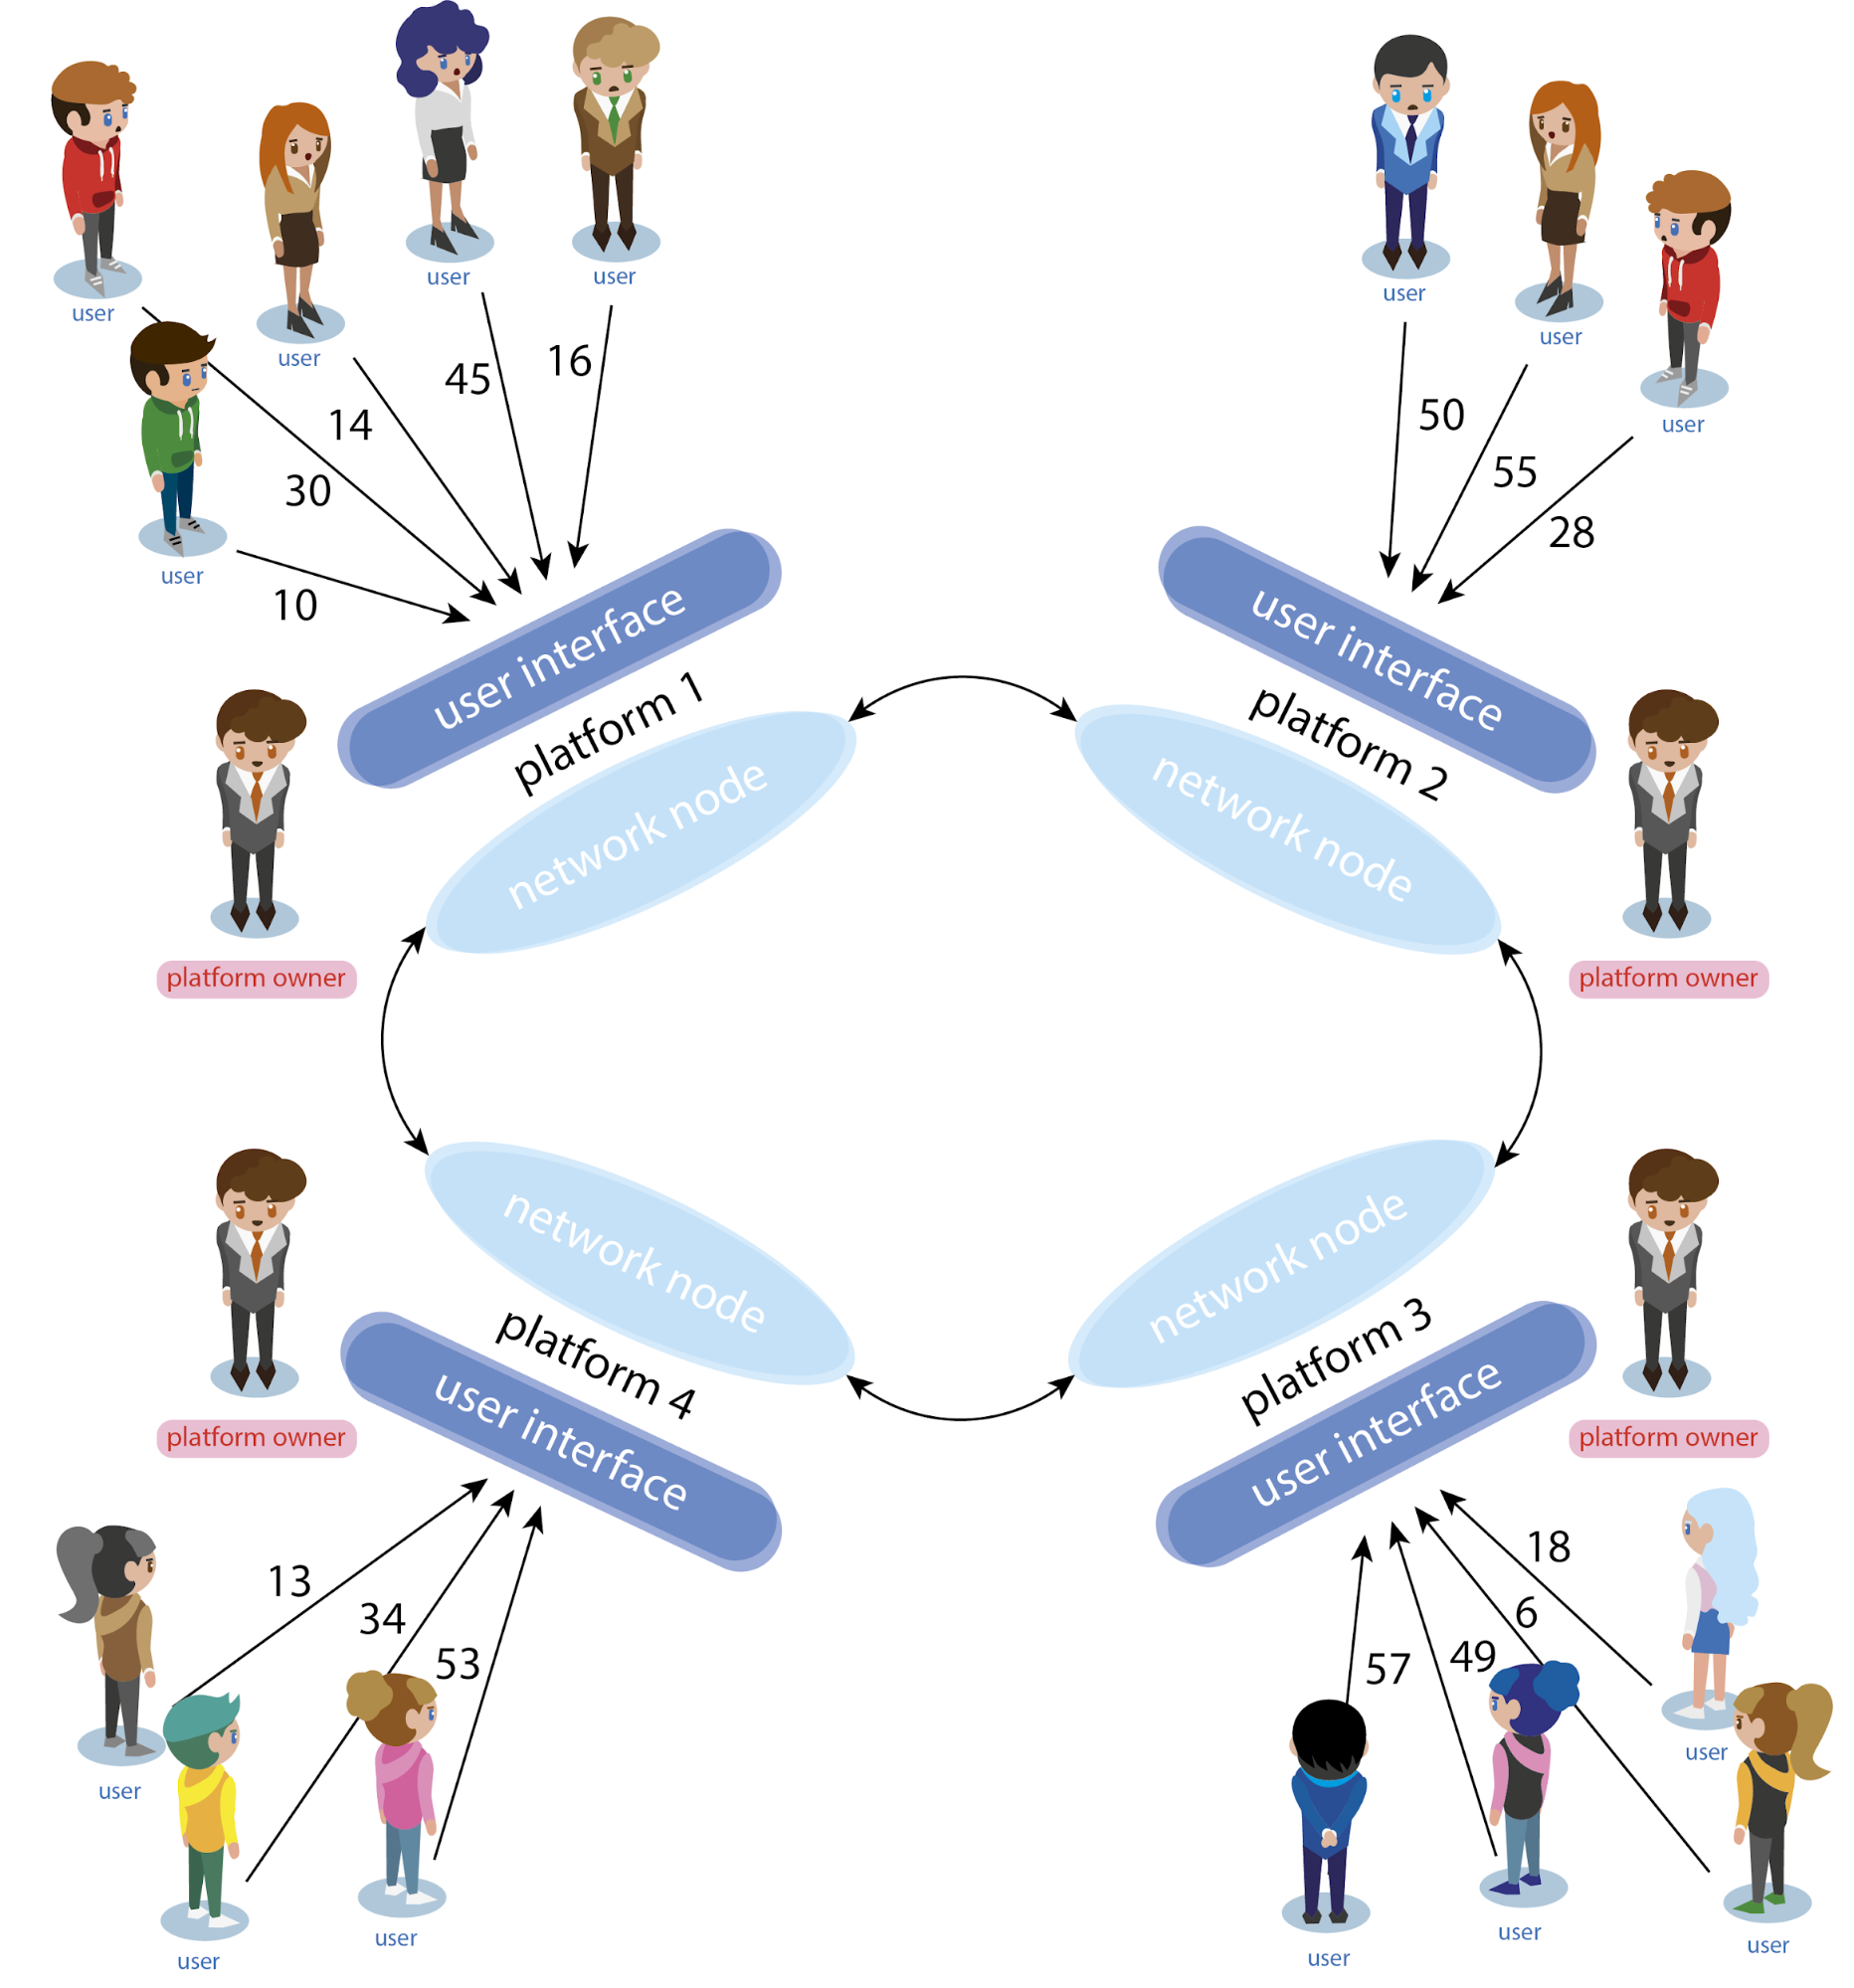 user
user
user
user
user
45
16
14
30
10
user
user
user
50
55
28
user interface
platform 1
network node
user interface
platform 2
network node
platform owner
platform owner
network node
platform 4
user interface
network node
platform 3
user interface
platform owner
platform owner
13
34
53
18
6
49
57
user
user
user
user
user
user
user